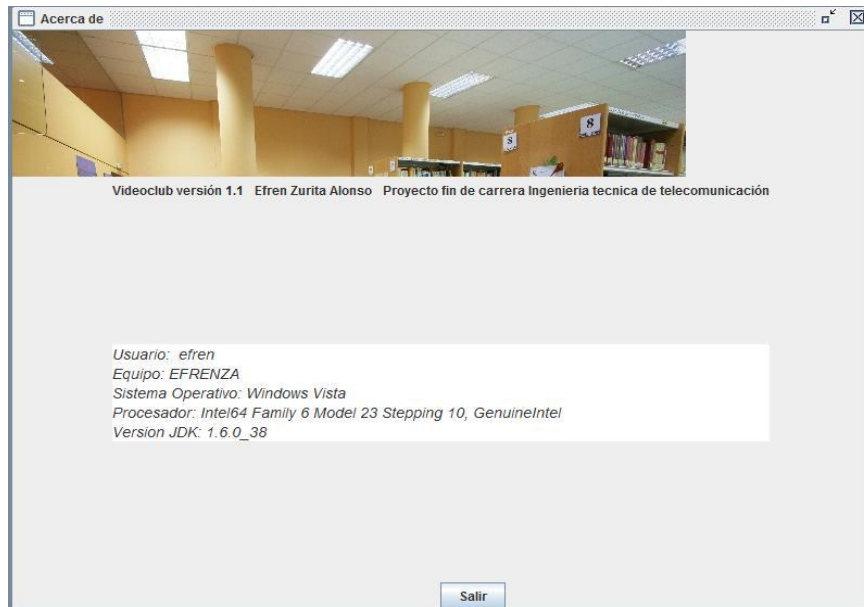 Acerca de
8
8
Videoclub versión 1.1 Efren Zurita Alonso Proyecto fin de carrera Ingenieria tecnica de telecomunicación
Usuario: efren
Equipo: EFRENZA
Sistema Operativo: Windows Vista
Procesador: Intel64 Family 6 Model 23 Stepping 10, GenuineIntel
Version JDK: 1.6.0_38
Salir